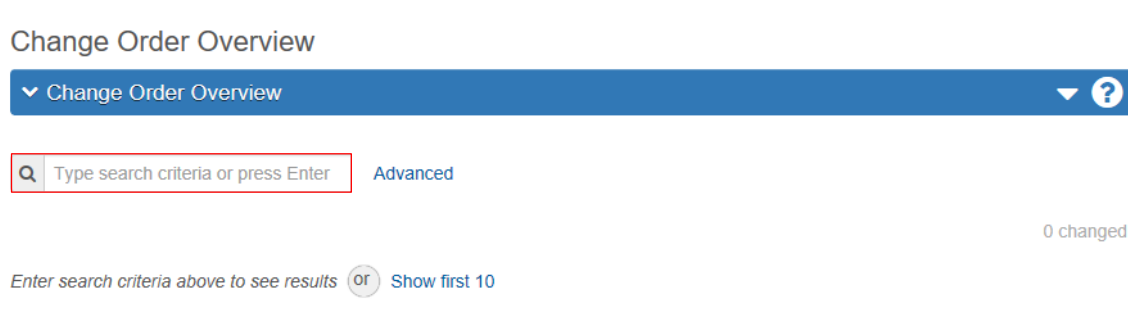 Change Order Overview
Change Order Overview ?
Type search criteria or press Enter Advanced
0 changed
Enter search criteria above to see results or Show first 10